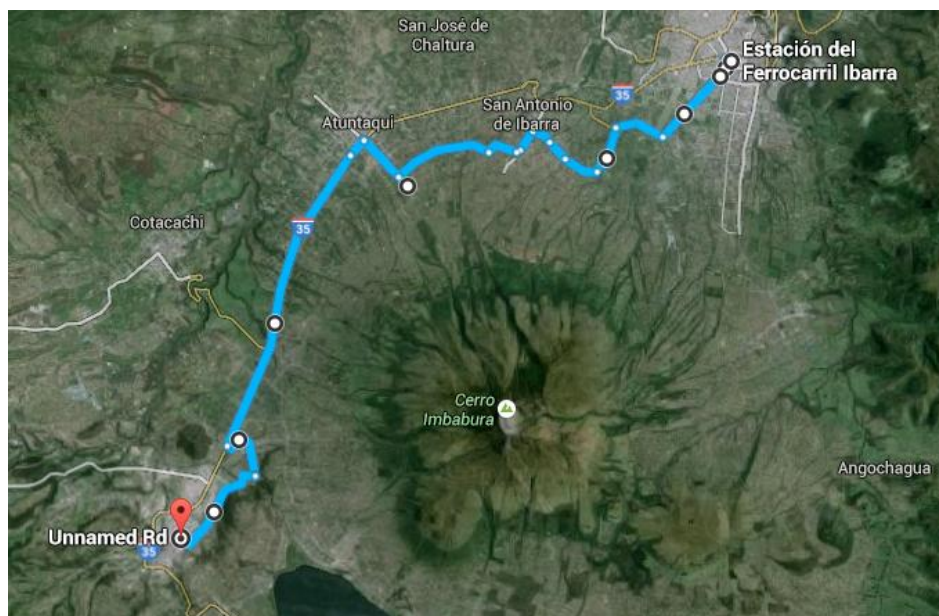 San José de
Chaltura
Estación del
Ferrocarril Ibarra
35
San Antonio
de Ibarra
Atuntaqui
Cotacachi
35
Cerro
Imbabura
Angochagua
Unnamed Rd
35